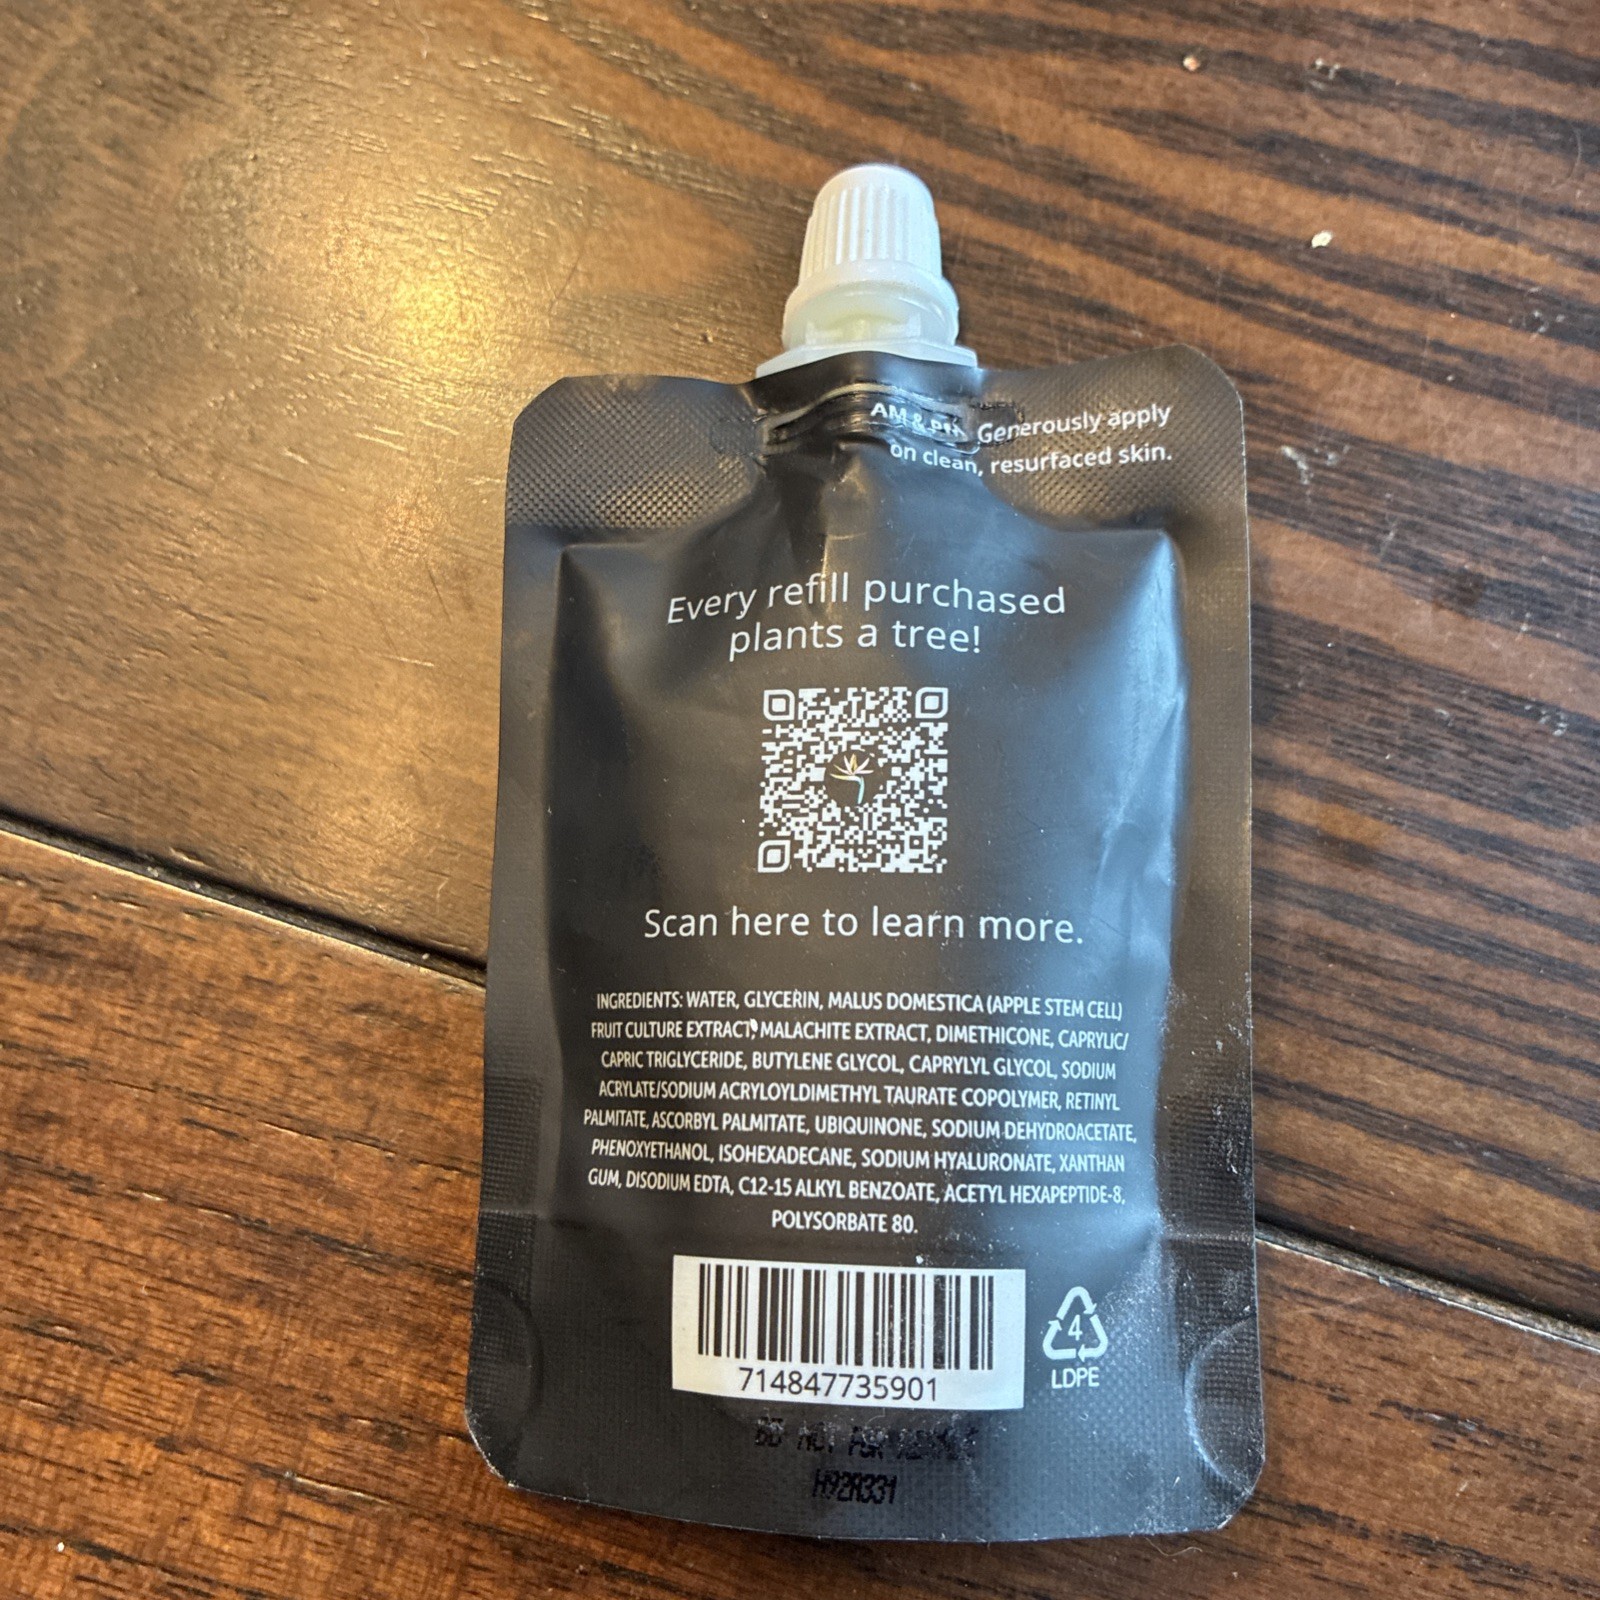 AM & PM Generously apply
on clean, resurfaced skin.
Every refill purchased
plants a tree!
Scan here to learn more.
INGREDIENTS: WATER, GLYCERIN, MALUS DOMESTICA (APPLE STEM CELL)
FRUIT CULTURE EXTRACT, MALACHITE EXTRACT, DIMETHICONE, CAPRYLIC/
CAPRIC TRIGLYCERIDE, BUTYLENE GLYCOL, CAPRYLYL GLYCOL, SODIUM
ACRYLATE/SODIUM ACRYLOYLDIMETHYL TAURATE COPOLYMER, RETINYL
PALMITATE, ASCORBYL PALMITATE, UBIQUINONE, SODIUM DEHYDROACETATE,
PHENOXYETHANOL, ISOHEXADECANE, SODIUM HYALURONATE, XANTHAN
GUM, DISODIUM EDTA, C12-15 ALKYL BENZOATE, ACETYL HEXAPEPTIDE-8,
POLYSORBATE 80.
714847735901
4
LDPE
NOT FOR
H92A331